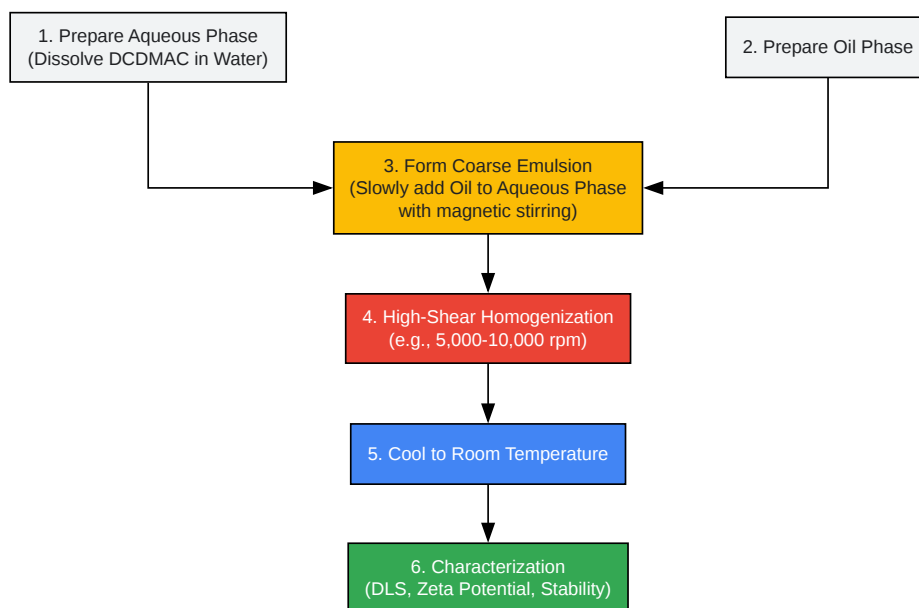 1. Prepare Aqueous Phase
(Dissolve DCDMAC in Water)
2. Prepare Oil Phase
3. Form Coarse Emulsion
(Slowly add Oil to Aqueous Phase
with magnetic stirring)
4. High-Shear Homogenization
(e.g., 5,000-10,000 rpm)
5. Cool to Room Temperature
6. Characterization
(DLS, Zeta Potential, Stability)